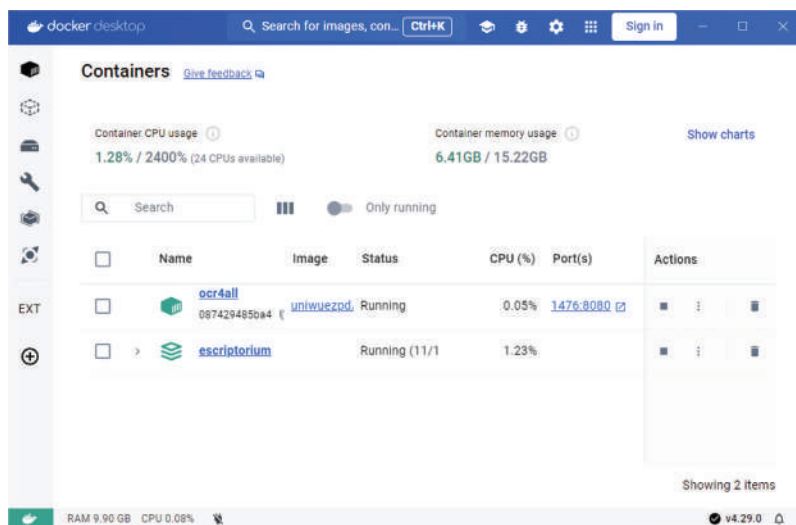 docker desktop Search for images, con... Ctrl+K Sign in
Containers Give feedback
Container CPU usage Container memory usage Show charts
1.28% / 2400% (24 CPUs available) 6.41GB / 15.22GB
Search Only running
Name Image Status CPU (%) Port(s) Actions
ocr4all
087429485ba4 uniwuezpd. Running 0.05% 1476:8080
EXT
escriptorium Running (11/1 1.23%
Showing 2 items
RAM 9.90 GB CPU 0.08% v4.29.0